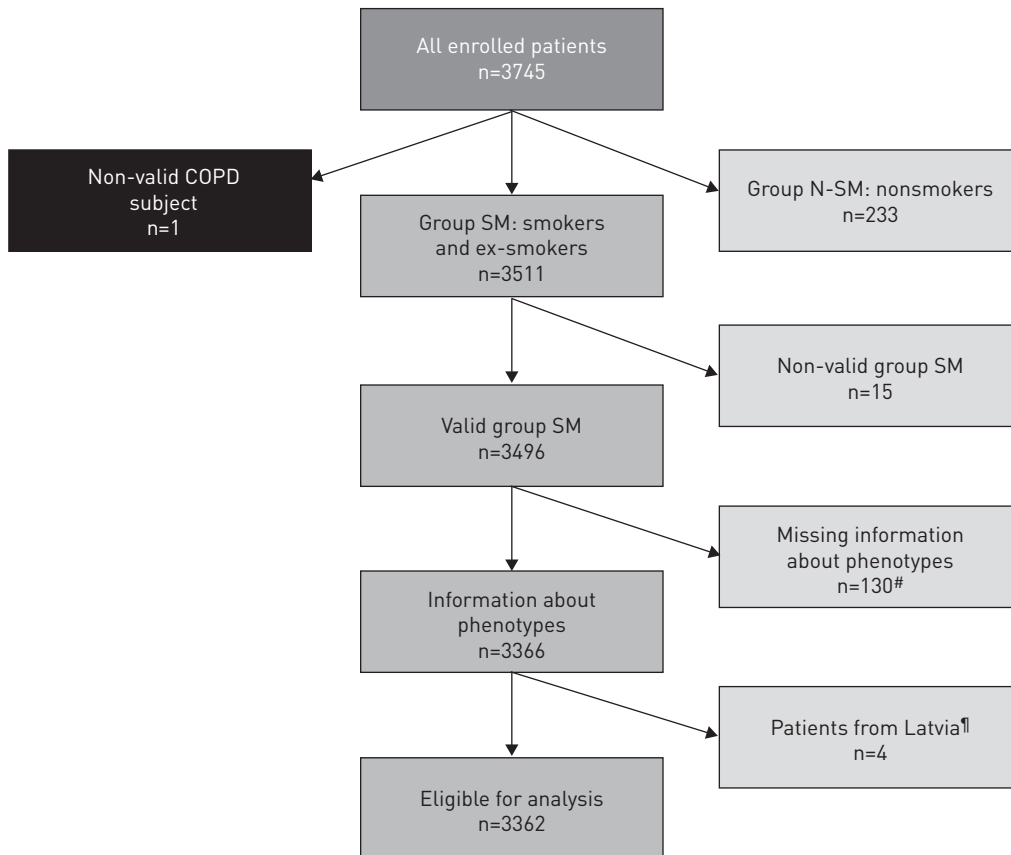 All enrolled patients
n=3745
Non-valid COPD
subject
n=1
Group SM: smokers
and ex-smokers
n=3511
Group N-SM: nonsmokers
n=233
Non-valid group SM
n=15
Valid group SM
n=3496
Missing information
about phenotypes
n=130#
Information about
phenotypes
n=3366
Patients from Latvia¶
n=4
Eligible for analysis
n=3362